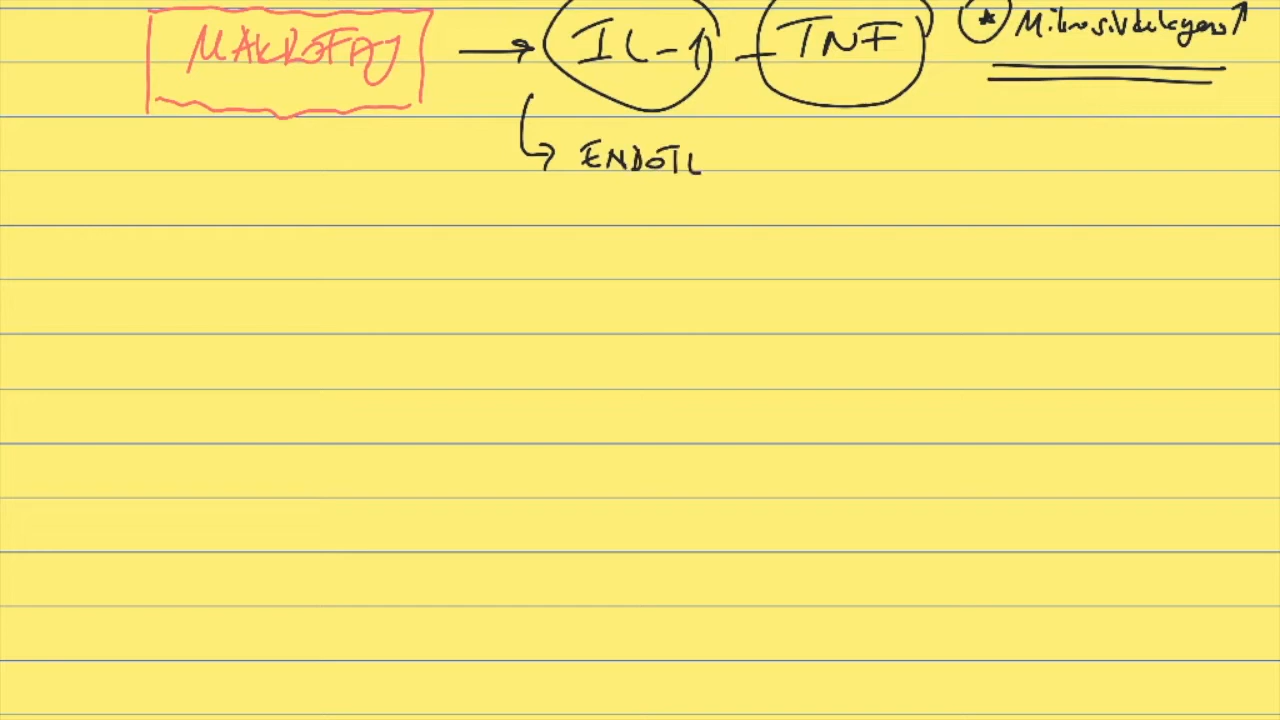 MAKROFAJ → IL-1 – TNF
ENDOTL